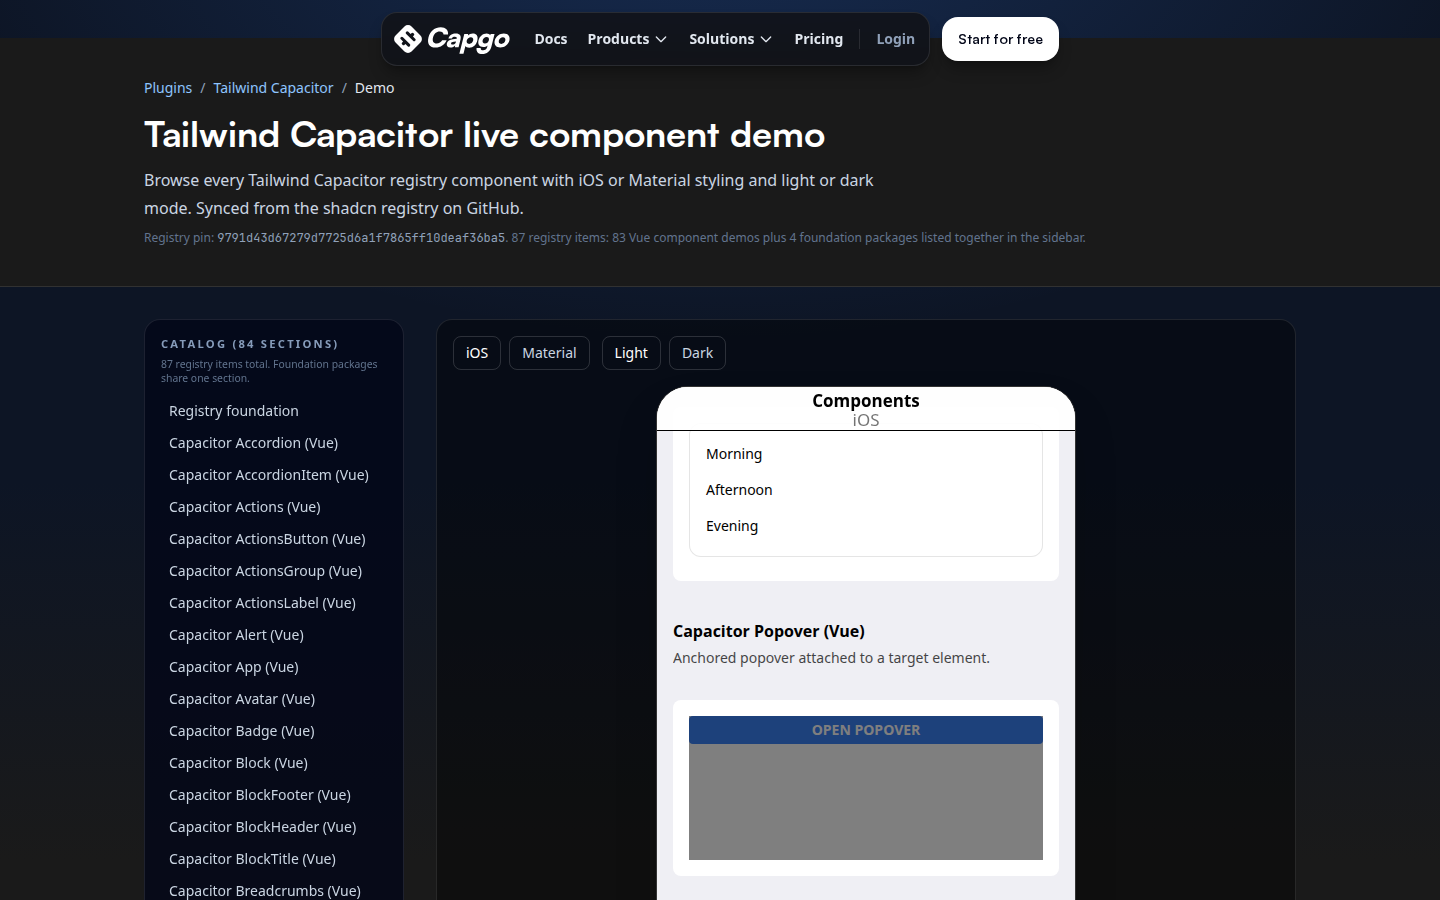 Capgo
Docs
Products
Solutions
Pricing
Login
Start for free
Plugins / Tailwind Capacitor / Demo
Tailwind Capacitor live component demo
Browse every Tailwind Capacitor registry component with iOS or Material styling and light or dark
mode. Synced from the shadcn registry on GitHub.
Registry pin: 9791d43d67279d7725d6a1f7865ff10deaf36ba5. 87 registry items: 83 Vue component demos plus 4 foundation packages listed together in the sidebar.
CATALOG (84 SECTIONS)
87 registry items total. Foundation packages
share one section.
Registry foundation
Capacitor Accordion (Vue)
Capacitor AccordionItem (Vue)
Capacitor Actions (Vue)
Capacitor ActionsButton (Vue)
Capacitor ActionsGroup (Vue)
Capacitor ActionsLabel (Vue)
Capacitor Alert (Vue)
Capacitor App (Vue)
Capacitor Avatar (Vue)
Capacitor Badge (Vue)
Capacitor Block (Vue)
Capacitor BlockFooter (Vue)
Capacitor BlockHeader (Vue)
Capacitor BlockTitle (Vue)
Capacitor Breadcrumbs (Vue)
iOS
Material
Light
Dark
Components
iOS
Morning
Afternoon
Evening
Capacitor Popover (Vue)
Anchored popover attached to a target element.
OPEN POPOVER